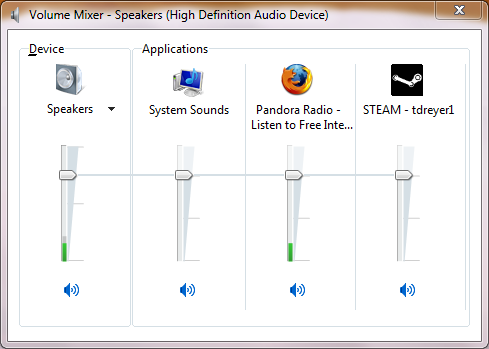 Volume Mixer - Speakers (High Definition Audio Device)
Device
Applications
Speakers
System Sounds
Pandora Radio -
Listen to Free Inte...
STEAM - tdreyer1